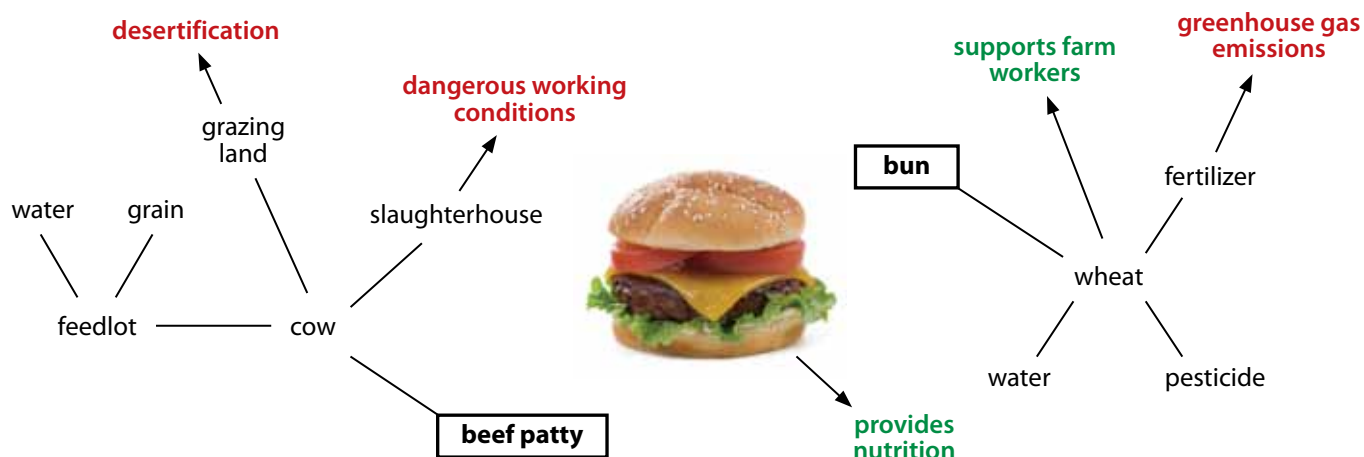 desertification
grazing
land
water
grain
feedlot
cow
dangerous working
conditions
slaughterhouse
beef patty
provides
nutrition
bun
supports farm
workers
greenhouse gas
emissions
fertilizer
wheat
water
pesticide